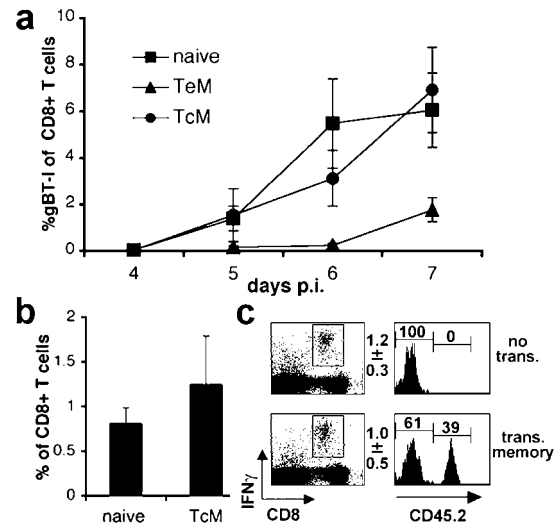 a
%gBT-I of CD8+ T cells
10
8
6
4
2
0
naive
TeM
TcM
4 5 6 7
days p.i.
b
% of CD8+ T cells
2
1.5
1
0.5
0
naive TcM
c
100 0
1.2
±
0.3
no
trans.
61 39
1.0
±
0.5
trans.
memory
IFNγ
CD8
CD45.2